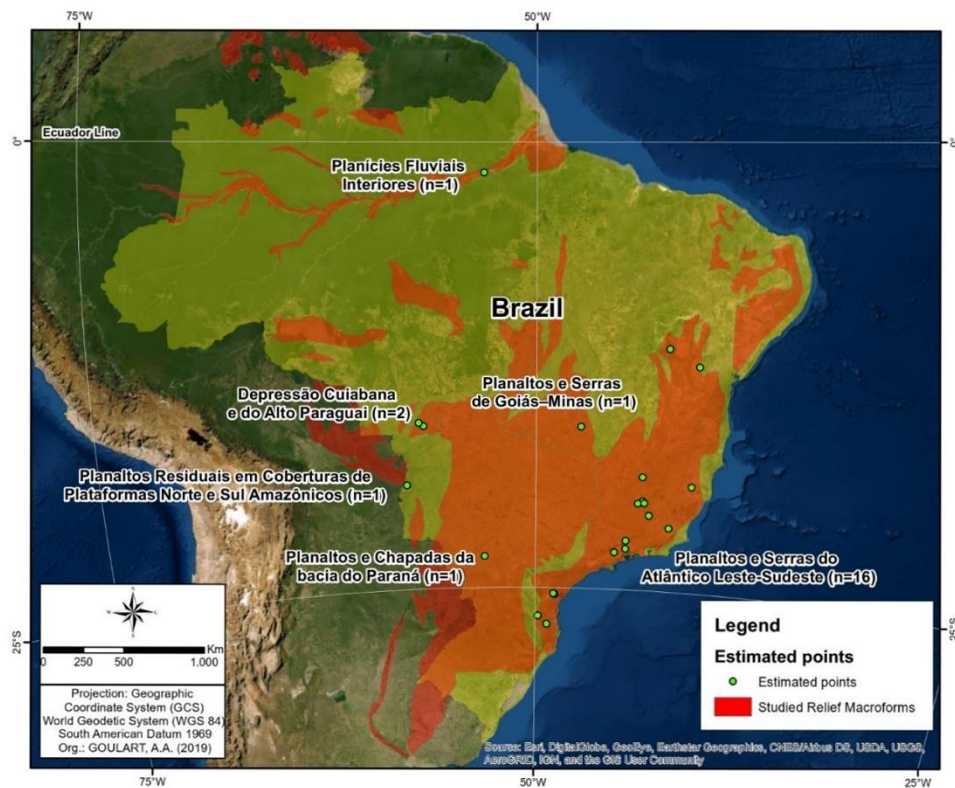 75°W
50°W
Ecuador Line
0°
0°
Planícies Fluviais
Interiores (n=1)
Brazil
Depressão Cuiabana
e do Alto Paraguai (n=2)
Planaltos e Serras
de Goiás–Minas (n=1)
Planaltos Residuais em Coberturas de
Plataformas Norte e Sul Amazônicos (n=1)
Planaltos e Chapadas da
bacia do Paraná (n=1)
Planaltos e Serras do
Atlântico Leste-Sudeste (n=16)
25°S
25°S
0 250 500 1.000
Km
Projection: Geographic
Coordinate System (GCS)
World Geodetic System (WGS 84)
South American Datum 1969
Org.: GOULART, A.A. (2019)
Legend
Estimated points
Estimated points
Studied Relief Macroforms
Source: Esri, DigitalGlobe, GeoEye, Earthstar Geographics, CNES/Airbus DS, USDA, USGS,
AeroGRID, IGN, and the GIS User Community
75°W
50°W
25°W